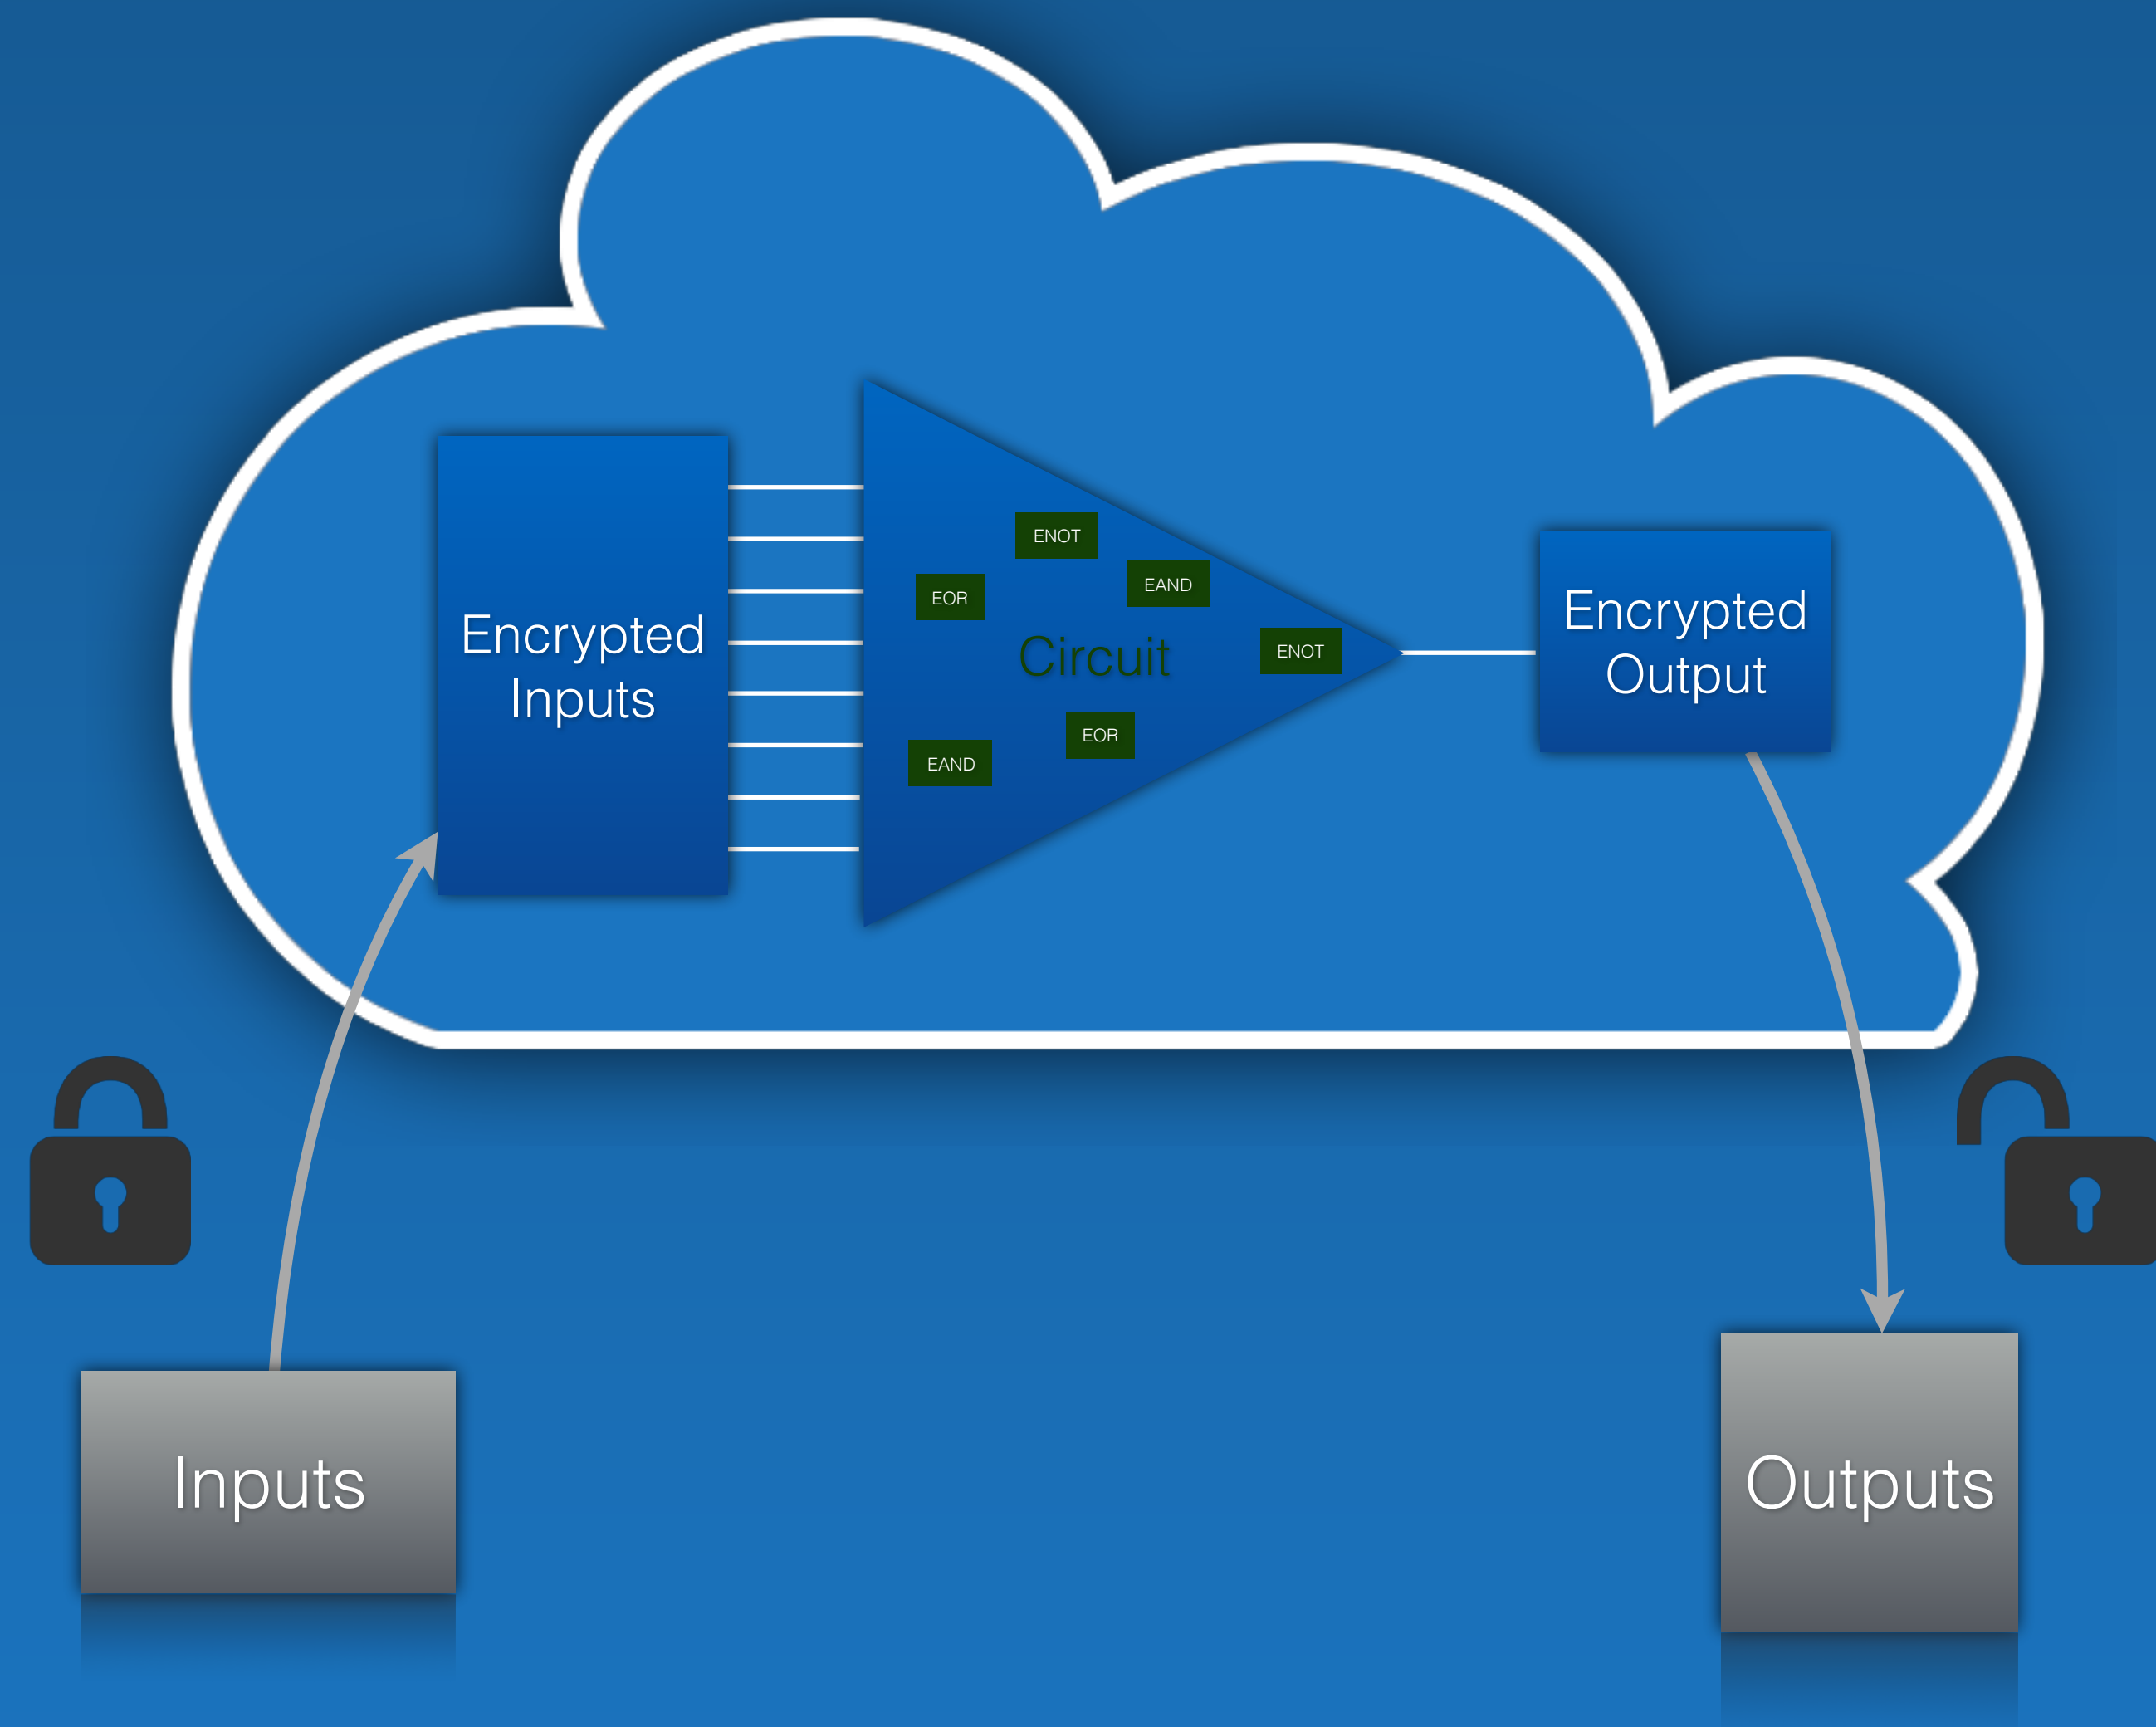 ENOT
EAND
EOR
Encrypted
Inputs
Circuit
ENOT
Encrypted
Output
EOR
EAND
Inputs
Outputs